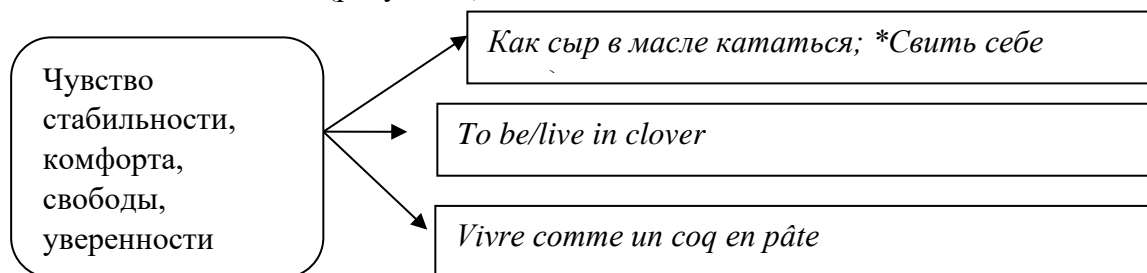 Чувство
стабильности,
комфорта,
свободы,
уверенности
Как сыр в масле кататься; *Свить себе
To be/live in clover
Vivre comme un coq en pâte